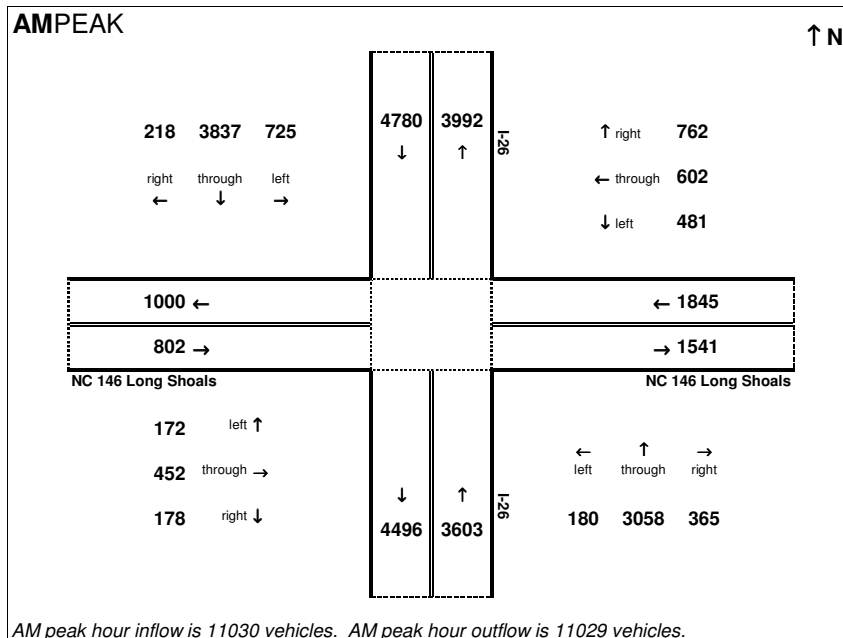 AMPEAK
↑ N
218 3837 725
right through left
← ↓ →
4780 3992
↓ ↑
I-26
↑ right 762
← through 602
↓ left 481
1000 ←
802 →
← 1845
→ 1541
NC 146 Long Shoals
NC 146 Long Shoals
172 left ↑
452 through →
178 right ↓
↓ ↑
4496 3603
I-26
← ↑ →
left through right
180 3058 365
AM peak hour inflow is 11030 vehicles. AM peak hour outflow is 11029 vehicles.